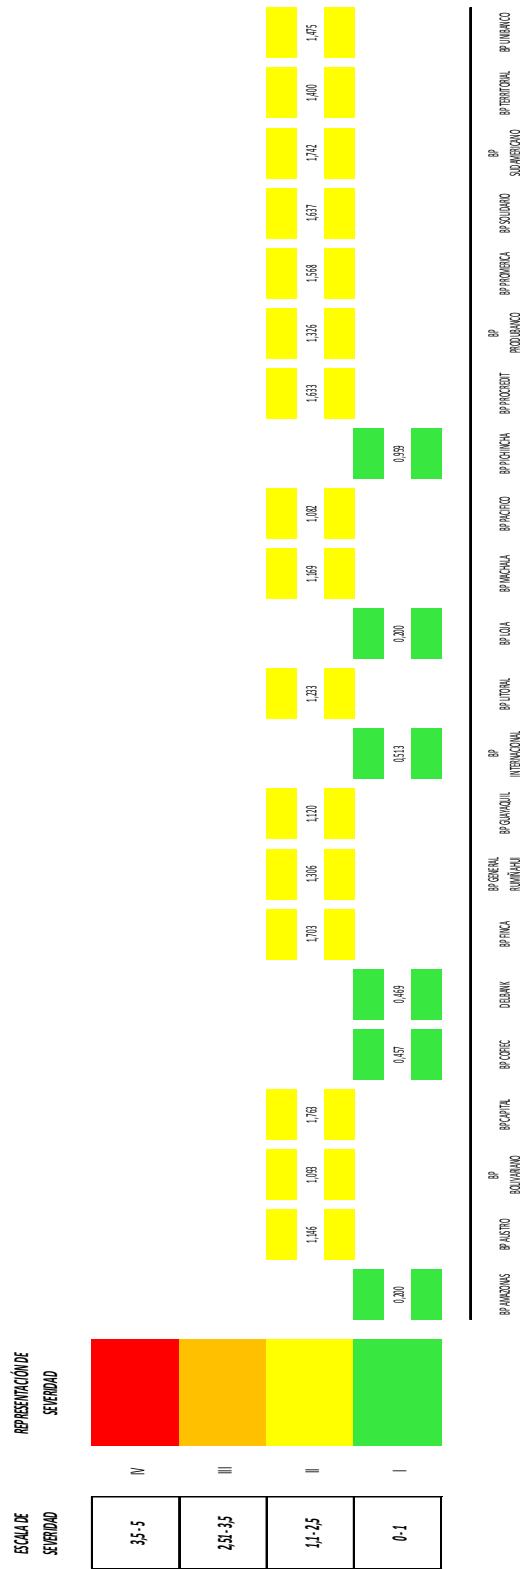 ESCALA DE
SEVERIDAD
REPRESENTACIÓN DE
SEVERIDAD
3,5 - 5
IV
2,51 - 3,5
III
1,1 - 2,5
II
1,146
1,093
1,763
1,703
1,306
1,120
1,233
1,169
1,082
1,633
1,326
1,568
1,637
1,742
1,400
1,475
0 - 1
I
0,200
0,457
0,469
0,513
0,200
0,959
BP AMAZONAS
BP AUSTRO
BP
BOLIVARIANO
BP CAPITAL
BP COFIEC
DELBANK
BP FINCA
BP GENERAL
RUMIÑAHUI
BP GUAYAQUIL
BP
INTERNACIONAL
BP LITORAL
BP LOJA
BP MACHALA
BP PACIFICO
BP PICHINCHA
BP PROCREDIT
BP
PRODUBANCO
BP PROMERICA
BP SOLIDARIO
BP
SUDAMERICANO
BP TERRITORIAL
BP UNIBANCO